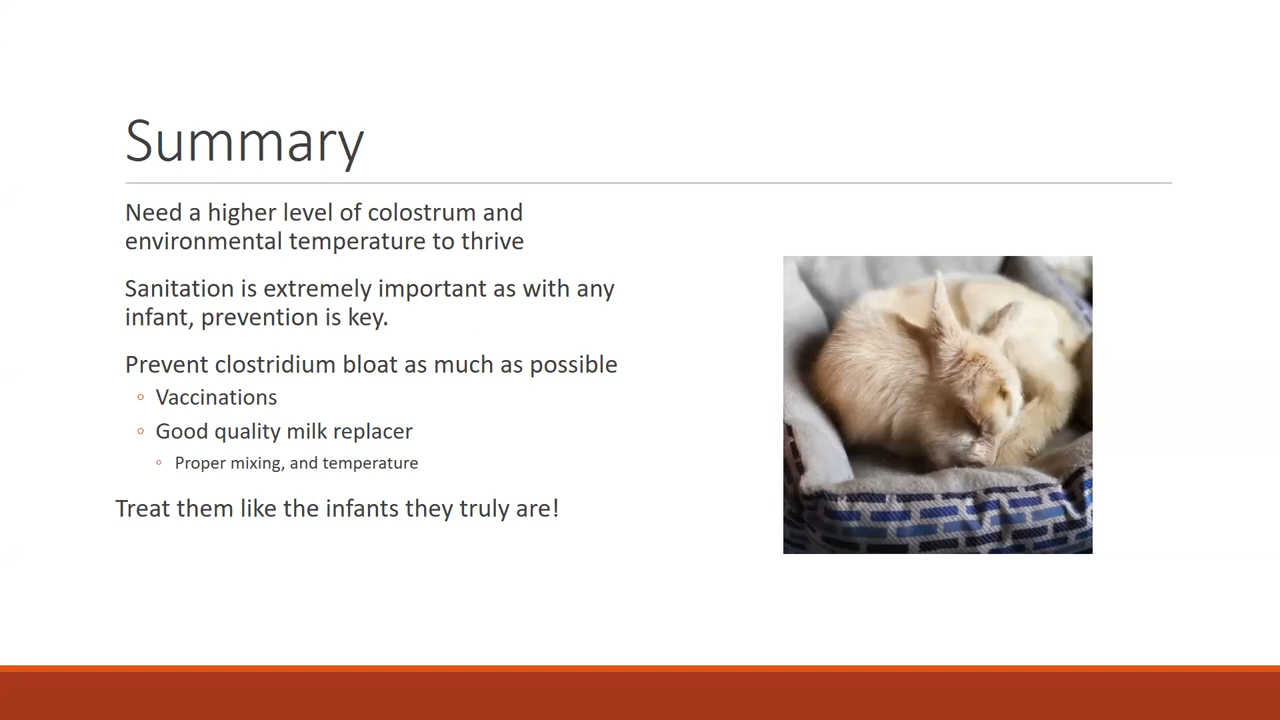 Summary
Need a higher level of colostrum and
environmental temperature to thrive
Sanitation is extremely important as with any
infant, prevention is key.
Prevent clostridium bloat as much as possible
◦ Vaccinations
◦ Good quality milk replacer
◦ Proper mixing, and temperature
Treat them like the infants they truly are!